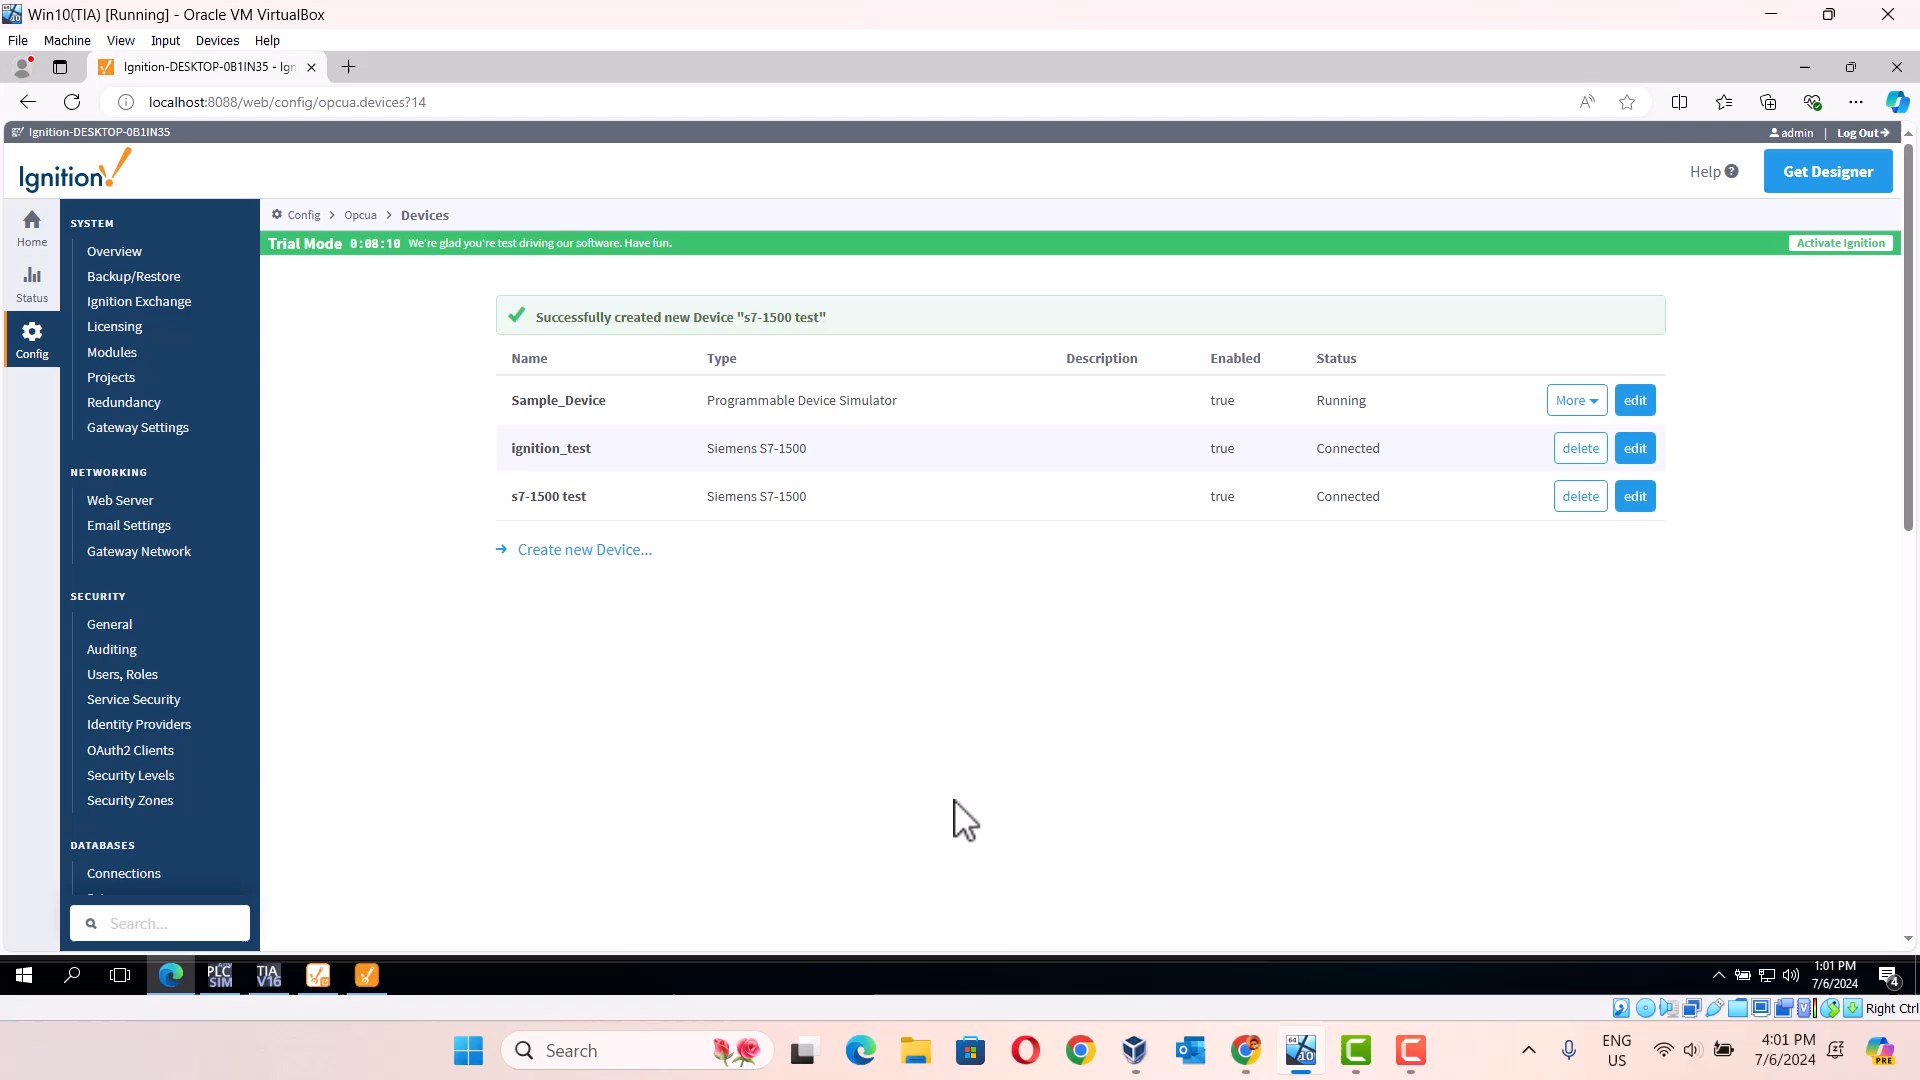 Win10(TIA) [Running] - Oracle VM VirtualBox
File Machine View Input Devices Help
Ignition-DESKTOP-0B1IN35 - Ign
localhost:8088/web/config/opcua.devices?14
Ignition-DESKTOP-0B1IN35
admin | Log Out
Ignition!
Help
Get Designer
Home
Status
Config
SYSTEM
Overview
Backup/Restore
Ignition Exchange
Licensing
Modules
Projects
Redundancy
Gateway Settings
NETWORKING
Web Server
Email Settings
Gateway Network
SECURITY
General
Auditing
Users, Roles
Service Security
Identity Providers
OAuth2 Clients
Security Levels
Security Zones
DATABASES
Connections
Search...
Config > Opcua > Devices
Trial Mode 0:08:10 We're glad you're test driving our software. Have fun.
Activate Ignition
Successfully created new Device "s7-1500 test"
Name Type Description Enabled Status
Sample_Device Programmable Device Simulator true Running More edit
ignition_test Siemens S7-1500 true Connected delete edit
s7-1500 test Siemens S7-1500 true Connected delete edit
Create new Device...
PLC SIM
TIA V16
1:01 PM
7/6/2024
4
Right Ctrl
Search
64
10
ENG
US
4:01 PM
7/6/2024
PRE